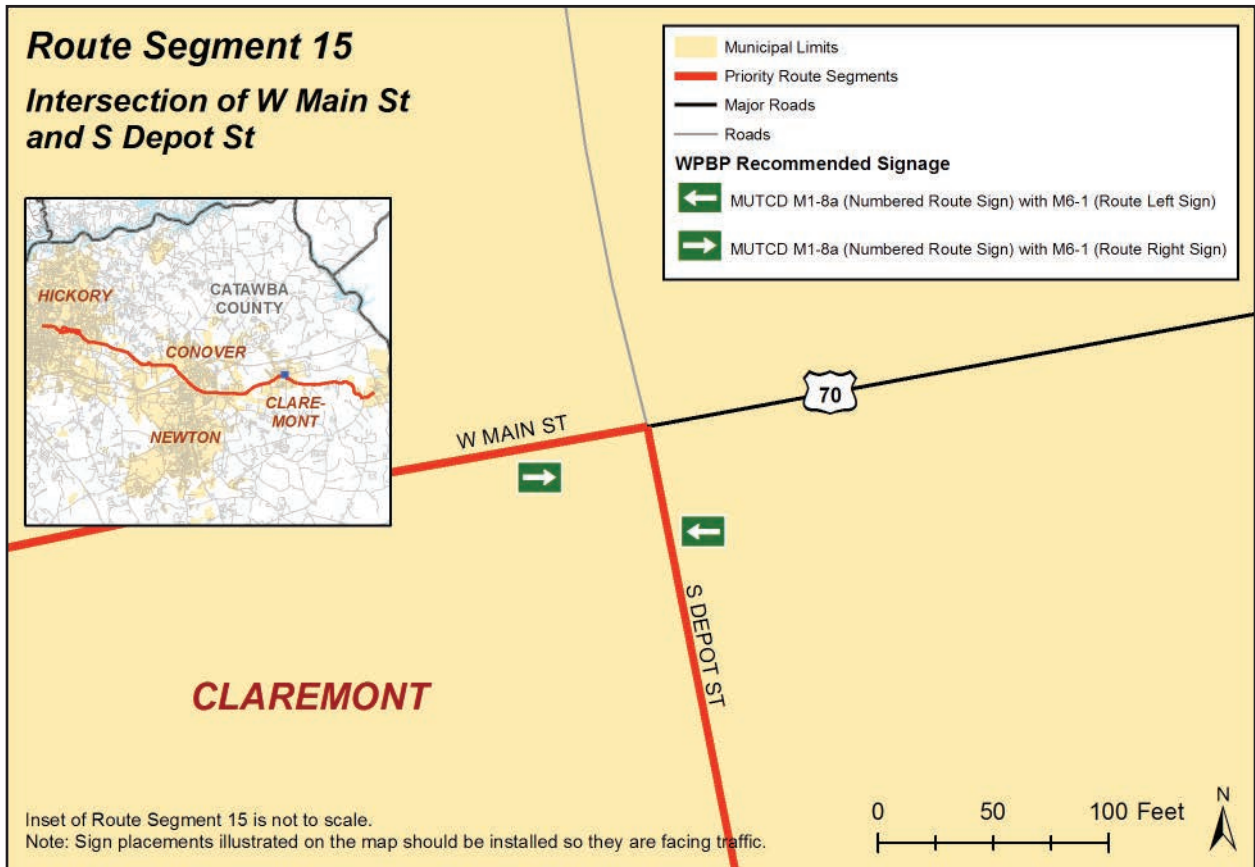 Route Segment 15
Intersection of W Main St
and S Depot St
Municipal Limits
Priority Route Segments
Major Roads
Roads
WPBP Recommended Signage
MUTCD M1-8a (Numbered Route Sign) with M6-1 (Route Left Sign)
MUTCD M1-8a (Numbered Route Sign) with M6-1 (Route Right Sign)
HICKORY
CATAWBA
COUNTY
CONOVER
CLARE-
MONT
NEWTON
70
W MAIN ST
S DEPOT ST
CLAREMONT
Inset of Route Segment 15 is not to scale.
Note: Sign placements illustrated on the map should be installed so they are facing traffic.
0 50 100 Feet
N